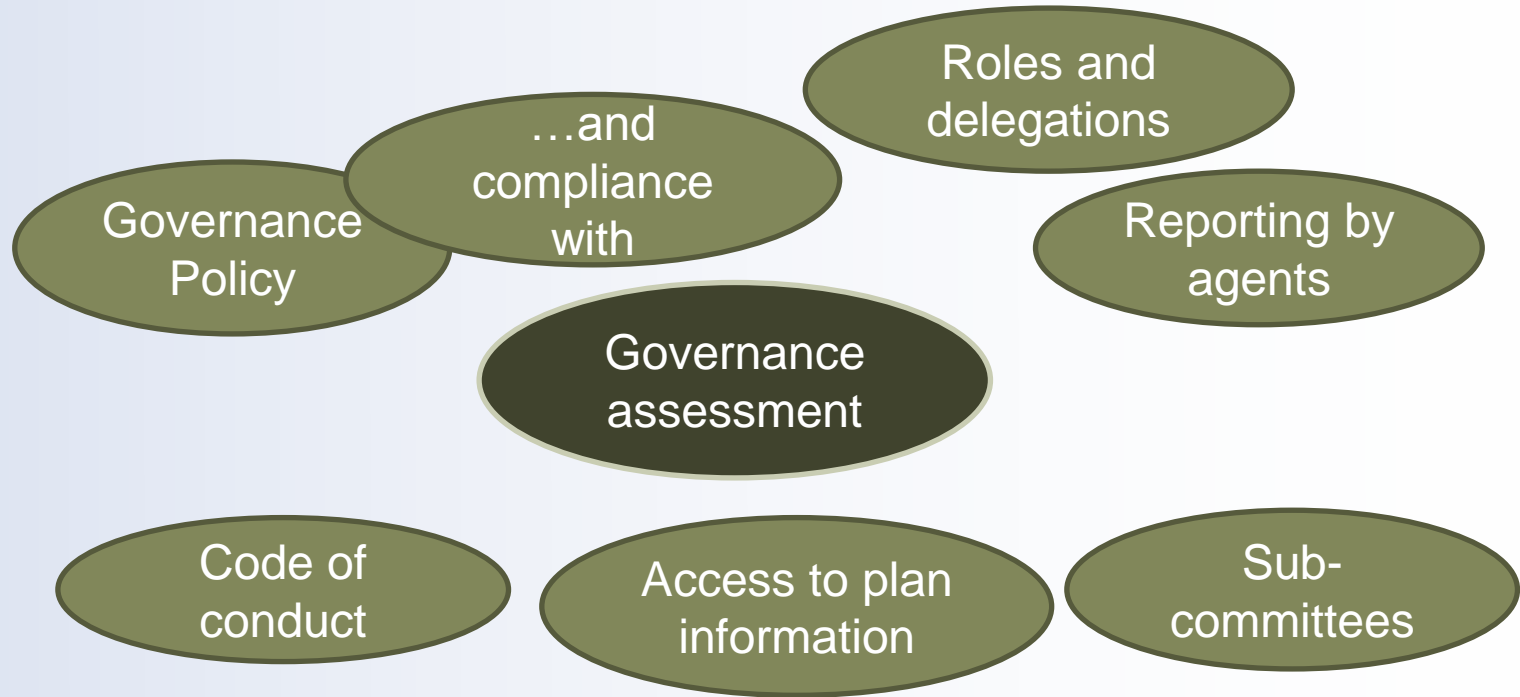 Roles and
delegations
…and
compliance
with
Governance
Policy
Reporting by
agents
Governance
assessment
Code of
conduct
Access to plan
information
Sub-
committees